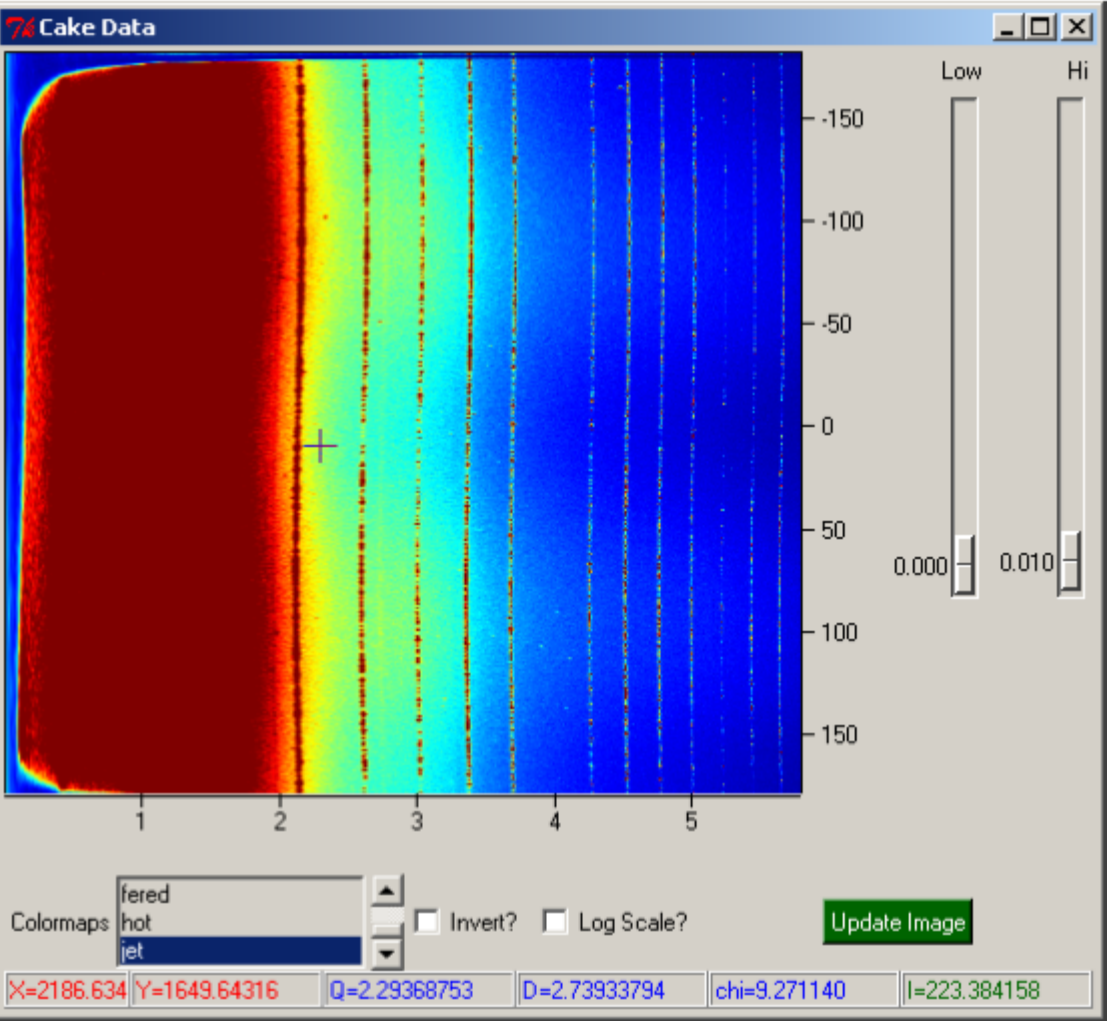 Cake Data
Low Hi
-150
-100
-50
0
50
100
150
0.000 0.010
1 2 3 4 5
fered
Colormaps hot Invert? Log Scale? Update Image
jet
X=2186.634 Y=1649.64316 Q=2.29368753 D=2.73933794 chi=9.271140 I=223.384158